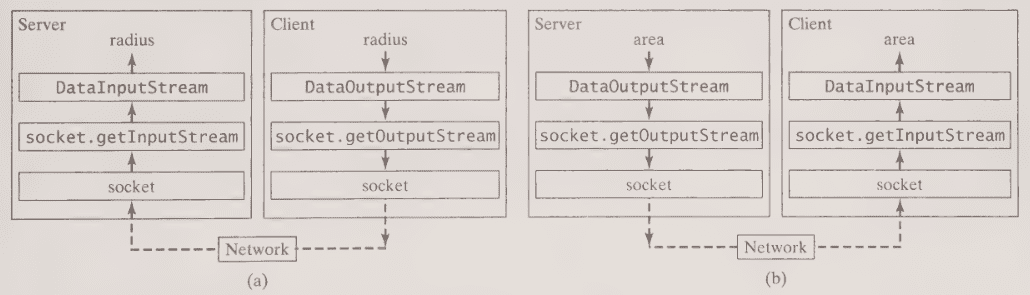 Server
radius
DataInputStream
socket.getInputStream
socket
Client
radius
DataOutputStream
socket.getOutputStream
socket
Network
(a)
Server
area
DataOutputStream
socket.getOutputStream
socket
Client
area
DataInputStream
socket.getInputStream
socket
Network
(b)